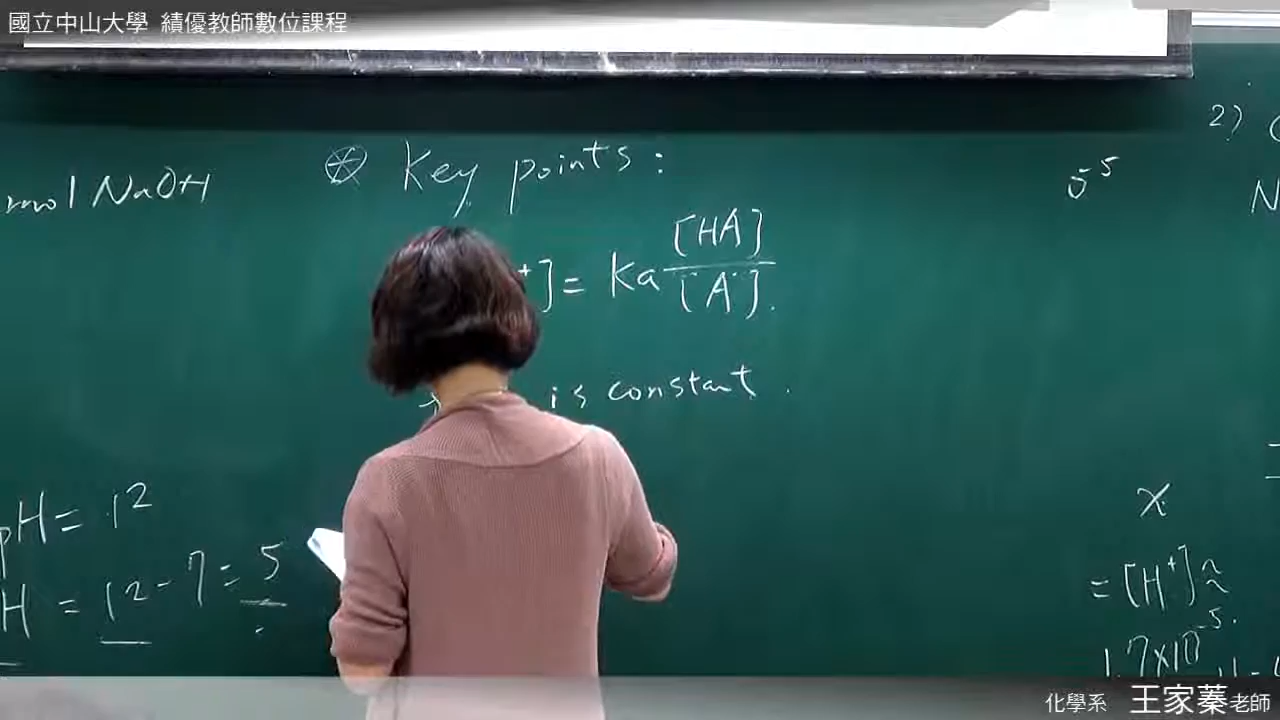 國立中山大學 績優教師數位課程
mol NaOH
Key points:
⁺] = Ka [HA] / [A⁻].
is constant.
pH = 12
H = 12 - 7 = 5
5⁵
2)
N
x
= [H⁺] ≈
1.7×10⁻⁵.
化學系 王家蓁老師